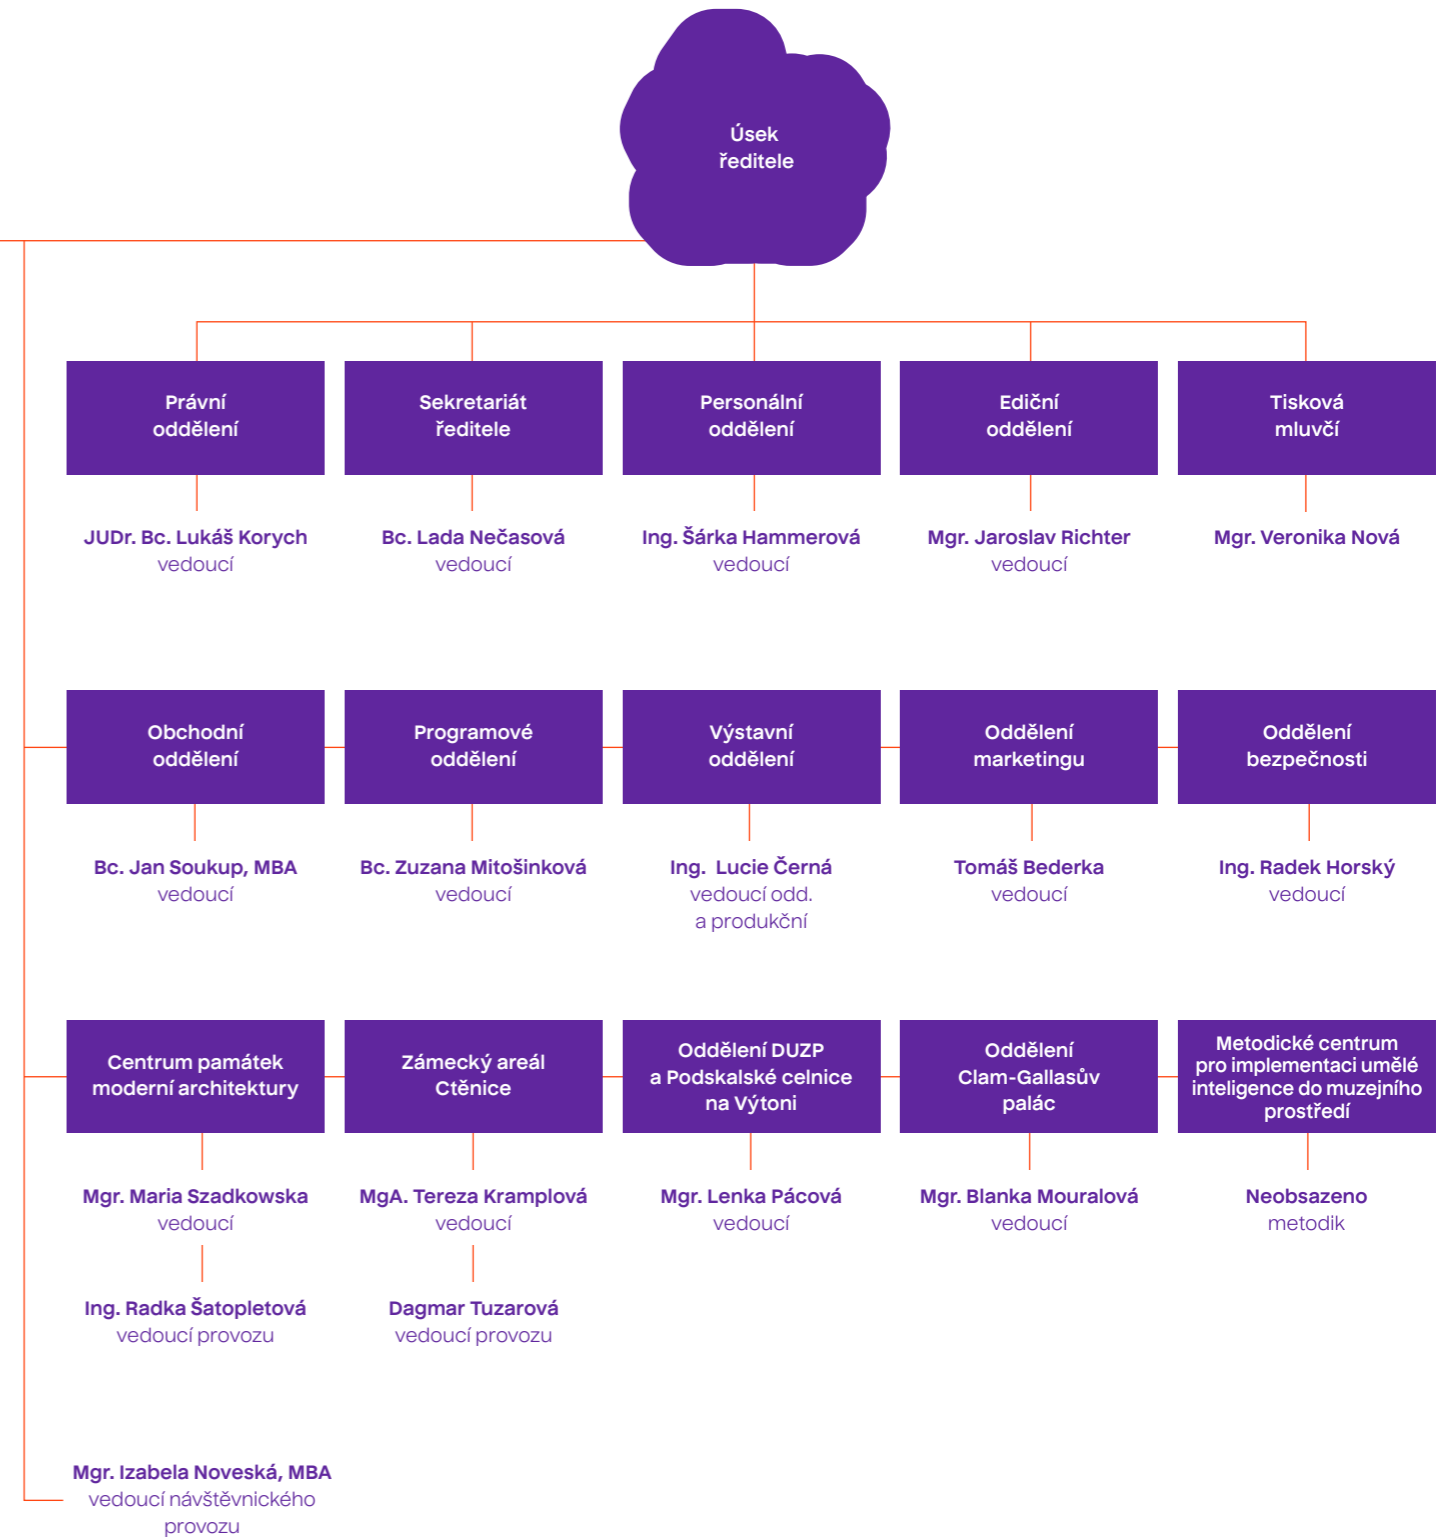 Úsek
ředitele
Právní
oddělení
Sekretariát
ředitele
Personální
oddělení
Ediční
oddělení
Tisková
mluvčí
JUDr. Bc. Lukáš Korych
vedoucí
Bc. Lada Nečasová
vedoucí
Ing. Šárka Hammerová
vedoucí
Mgr. Jaroslav Richter
vedoucí
Mgr. Veronika Nová
Obchodní
oddělení
Programové
oddělení
Výstavní
oddělení
Oddělení
marketingu
Oddělení
bezpečnosti
Bc. Jan Soukup, MBA
vedoucí
Bc. Zuzana Mitošinková
vedoucí
Ing. Lucie Černá
vedoucí odd.
a produkční
Tomáš Bederka
vedoucí
Ing. Radek Horský
vedoucí
Centrum památek
moderní architektury
Zámecký areál
Ctěnice
Oddělení DUZP
a Podskalské celnice
na Výtoni
Oddělení
Clam-Gallasův
palác
Metodické centrum
pro implementaci umělé
inteligence do muzejního
prostředí
Mgr. Maria Szadkowska
vedoucí
MgA. Tereza Kramplová
vedoucí
Mgr. Lenka Pácová
vedoucí
Mgr. Blanka Mouralová
vedoucí
Neobsazeno
metodik
Ing. Radka Šatopletová
vedoucí provozu
Dagmar Tuzarová
vedoucí provozu
Mgr. Izabela Noveská, MBA
vedoucí návštěvnického
provozu